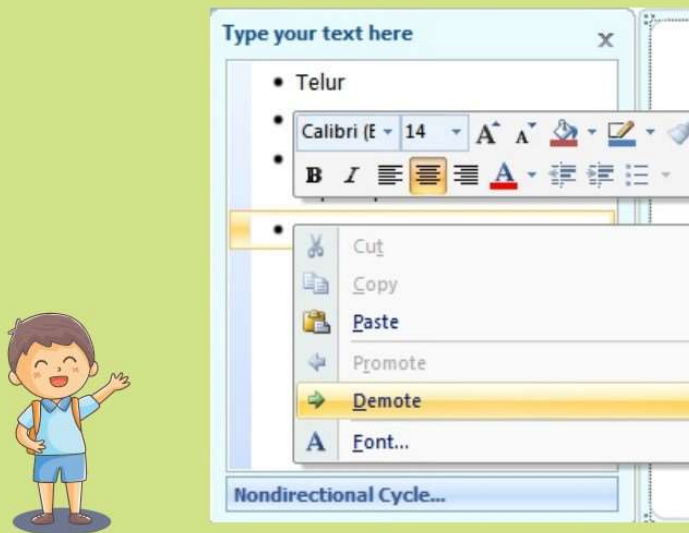 Type your text here x
• Telur
•
Calibri (E 14 A A
•
B I A
•
Cut
Copy
Paste
Promote
Demote
A Font...
Nondirectional Cycle...